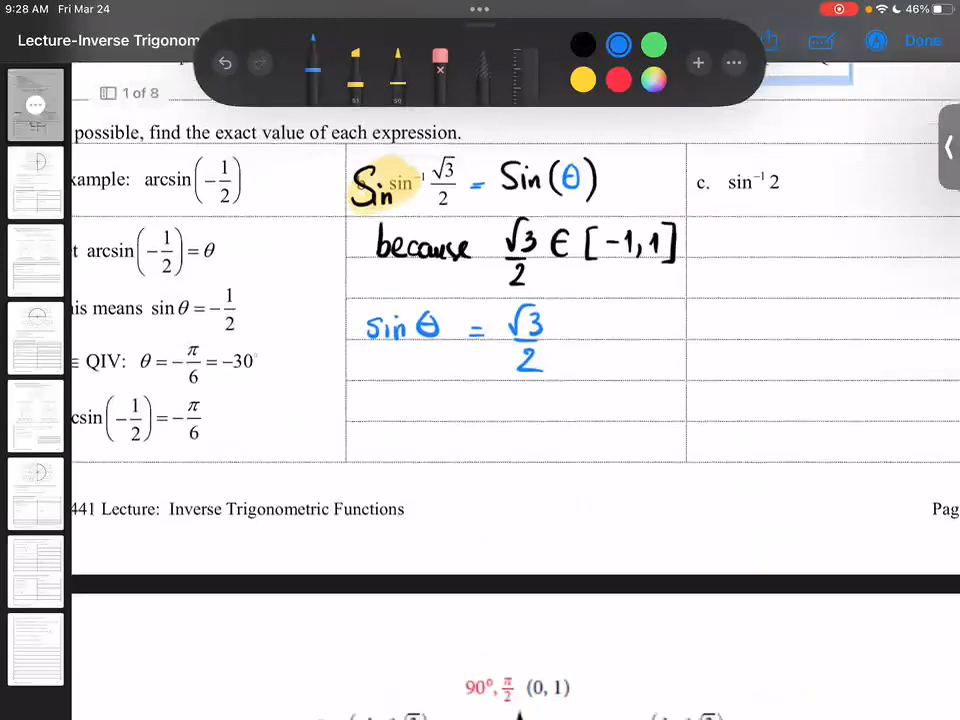 9:28 AM Fri Mar 24
46%
Lecture-Inverse Trigonom
Done
1 of 8
possible, find the exact value of each expression.
xample: arcsin(-1/2)
Sin sin⁻¹ √3/2 = Sin(θ)
c. sin⁻¹ 2
t arcsin(-1/2) = θ
because √3/2 ∈ [-1,1]
is means sin θ = -1/2
sin θ = √3/2
QIV: θ = -π/6 = -30°
csin(-1/2) = -π/6
441 Lecture: Inverse Trigonometric Functions
Pag
90°, π/2 (0, 1)